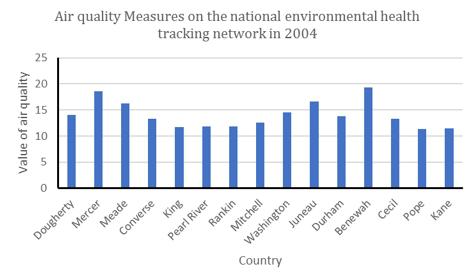 Air quality Measures on the national environmental health
tracking network in 2004
Value of air quality
25
20
15
10
5
0
Dougherty
Mercer
Meade
Converse
King
Pearl River
Rankin
Mitchell
Washington
Juneau
Durham
Benewah
Cecil
Pope
Kane
Country